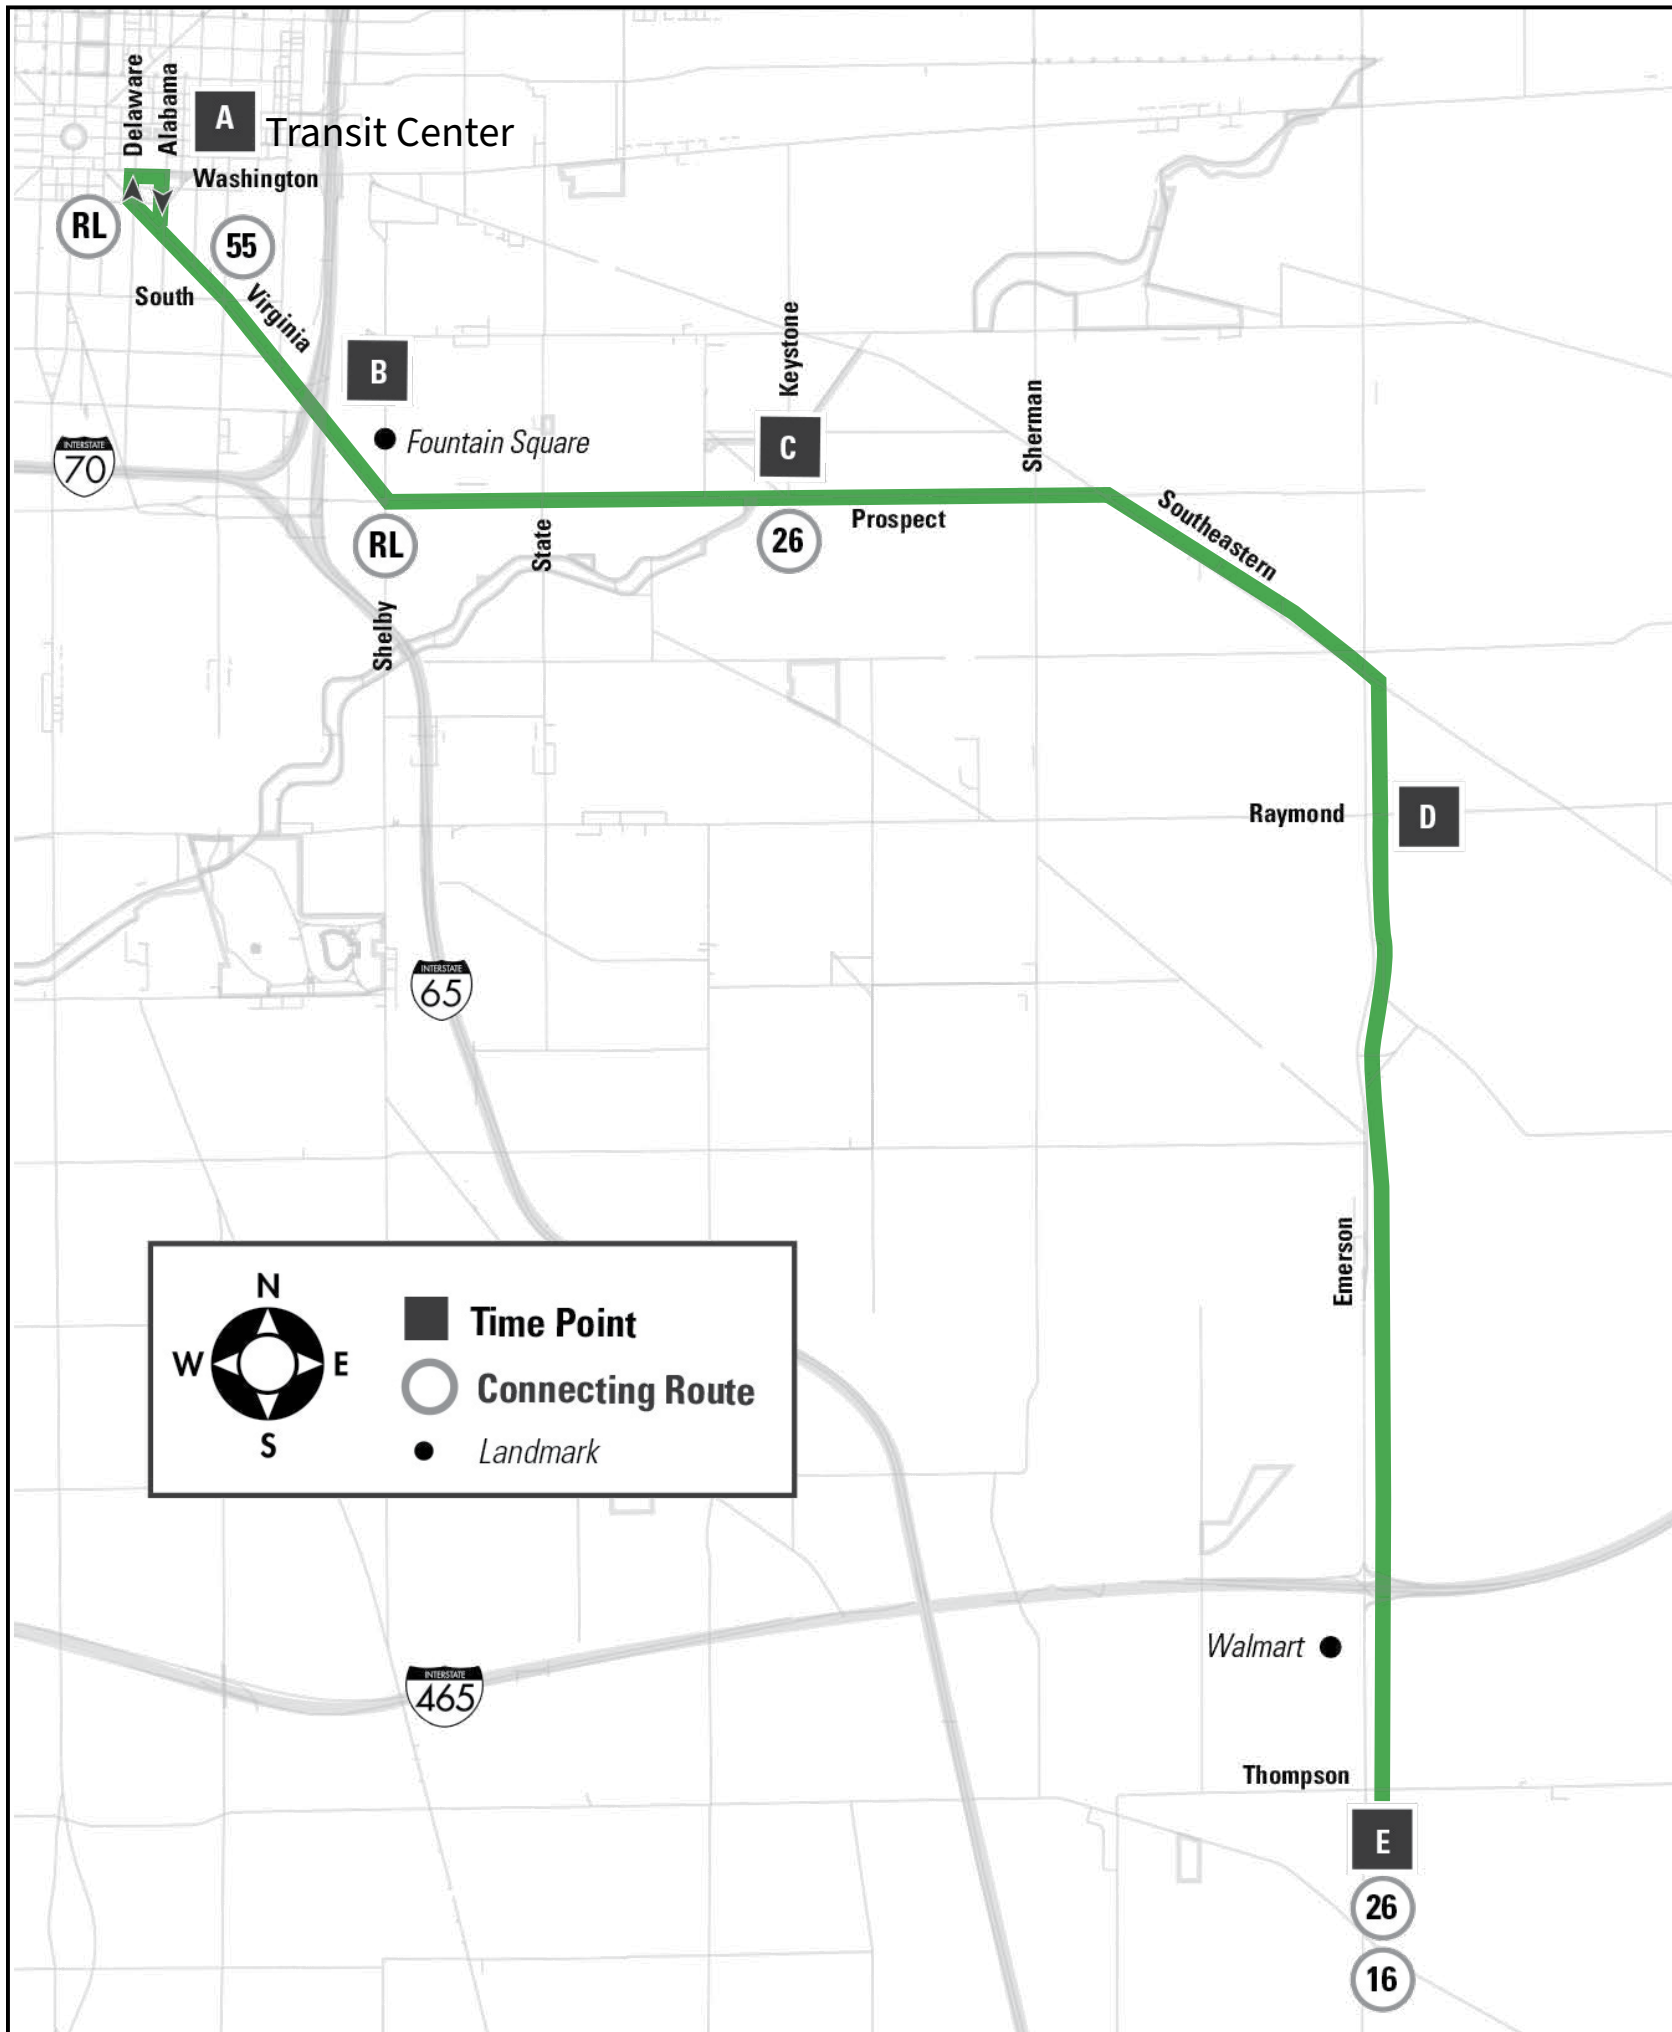 Delaware
Alabama
A
Transit Center
Washington
RL
55
South
Virginia
B
Keystone
Fountain Square
C
Sherman
INTERSTATE
70
Southeastern
Prospect
RL
State
26
Shelby
Raymond
D
INTERSTATE
65
Emerson
N
W
E
S
Time Point
Connecting Route
Landmark
Walmart
INTERSTATE
465
Thompson
E
26
16